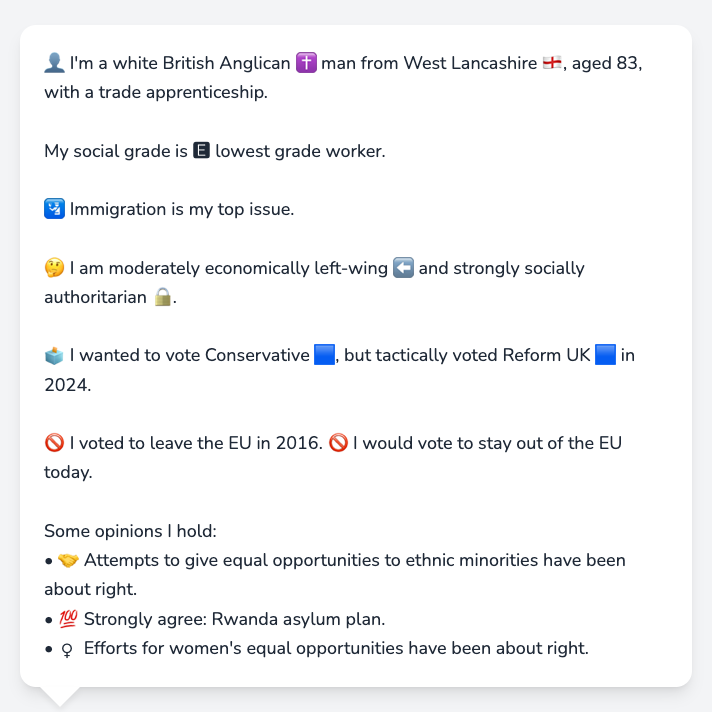 👤 I'm a white British Anglican ✝️ man from West Lancashire 🏴󠁧󠁢󠁥󠁮󠁧󠁿, aged 83,
with a trade apprenticeship.
My social grade is 🅴 lowest grade worker.
🛂 Immigration is my top issue.
🤔 I am moderately economically left-wing ⬅️ and strongly socially
authoritarian 🔒.
🗳️ I wanted to vote Conservative 🟦, but tactically voted Reform UK 🟦 in
2024.
🚫 I voted to leave the EU in 2016. 🚫 I would vote to stay out of the EU
today.
Some opinions I hold:
• 🤝 Attempts to give equal opportunities to ethnic minorities have been
about right.
• 💯 Strongly agree: Rwanda asylum plan.
• ♀ Efforts for women's equal opportunities have been about right.